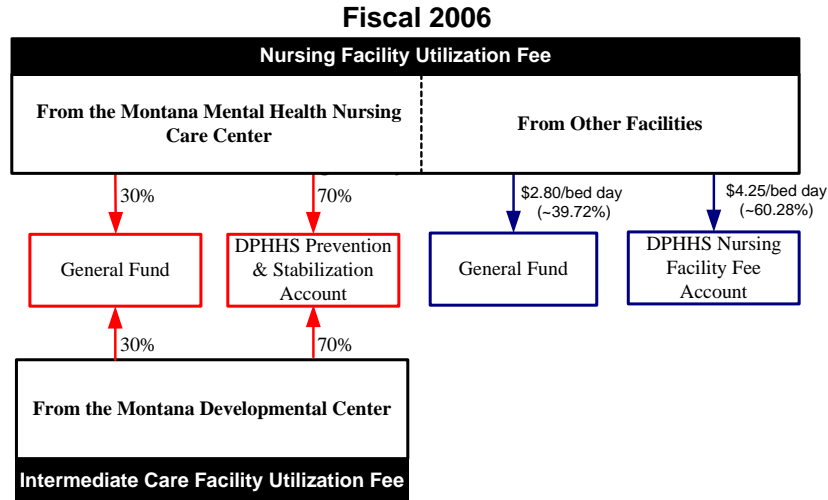 Fiscal 2006
Nursing Facility Utilization Fee
From the Montana Mental Health Nursing
Care Center
From Other Facilities
30%
70%
$2.80/bed day
(~39.72%)
$4.25/bed day
(~60.28%)
General Fund
DPHHS Prevention
& Stabilization
Account
General Fund
DPHHS Nursing
Facility Fee
Account
30%
70%
From the Montana Developmental Center
Intermediate Care Facility Utilization Fee